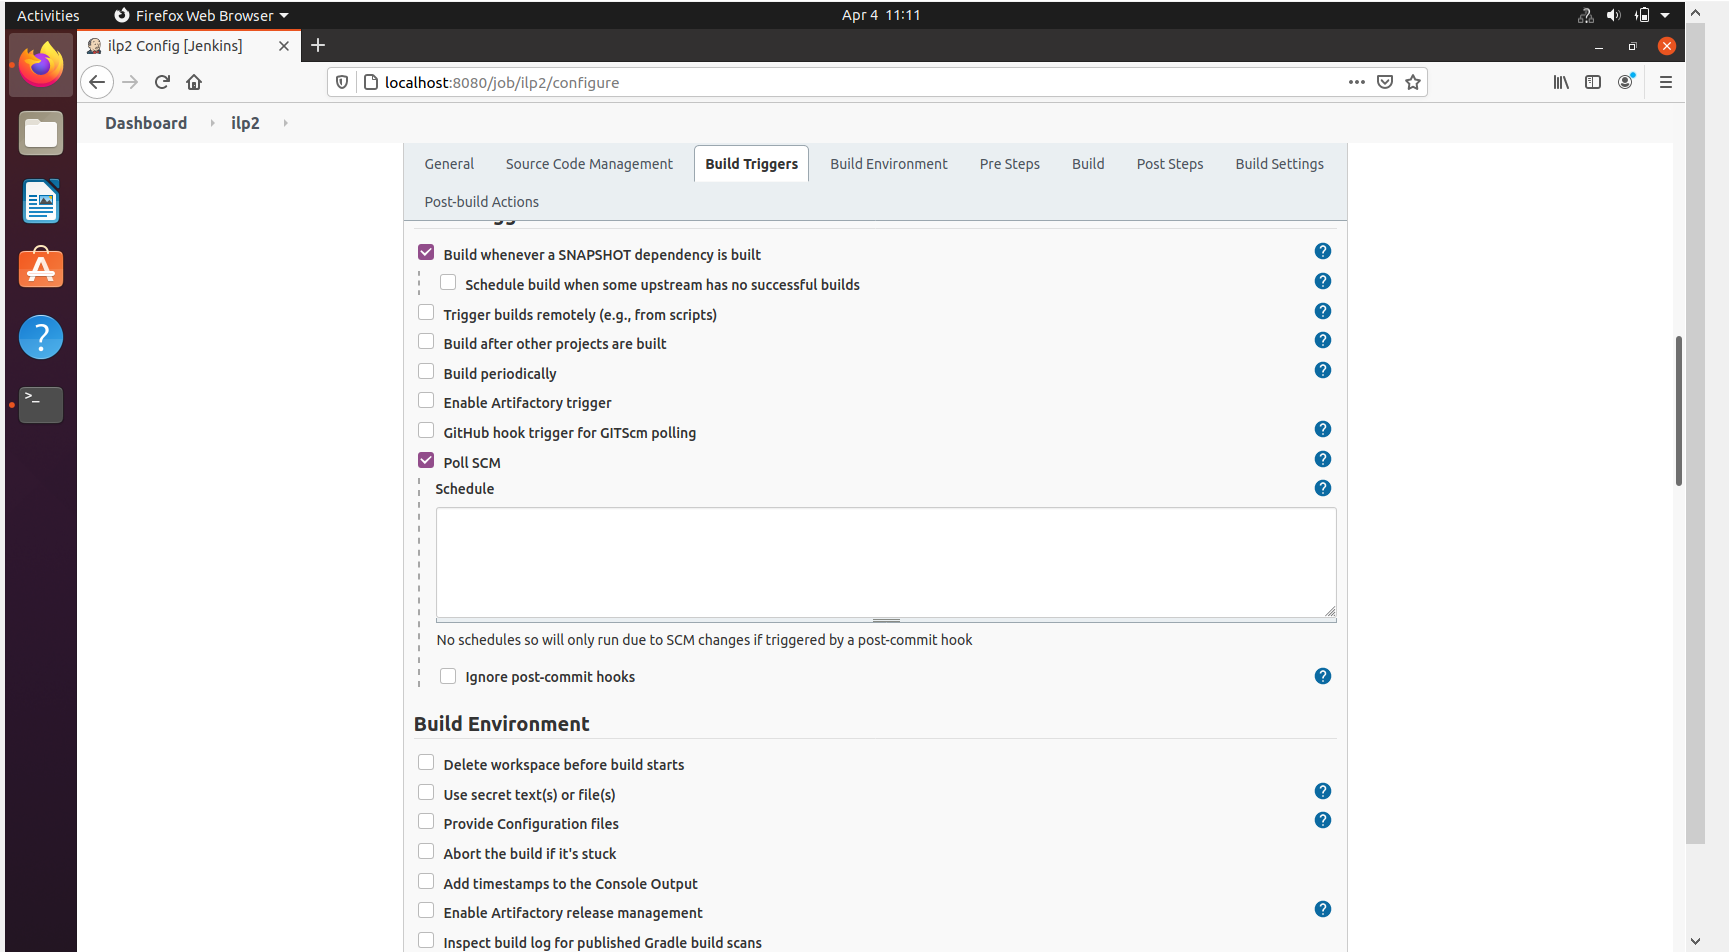 Activities
Firefox Web Browser
Apr 4 11:11
ilp2 Config [Jenkins]
localhost:8080/job/ilp2/configure
Dashboard
ilp2
General
Source Code Management
Build Triggers
Build Environment
Pre Steps
Build
Post Steps
Build Settings
Post-build Actions
Build whenever a SNAPSHOT dependency is built
Schedule build when some upstream has no successful builds
Trigger builds remotely (e.g., from scripts)
Build after other projects are built
Build periodically
Enable Artifactory trigger
GitHub hook trigger for GITScm polling
Poll SCM
Schedule
No schedules so will only run due to SCM changes if triggered by a post-commit hook
Ignore post-commit hooks
Build Environment
Delete workspace before build starts
Use secret text(s) or file(s)
Provide Configuration files
Abort the build if it's stuck
Add timestamps to the Console Output
Enable Artifactory release management
Inspect build log for published Gradle build scans